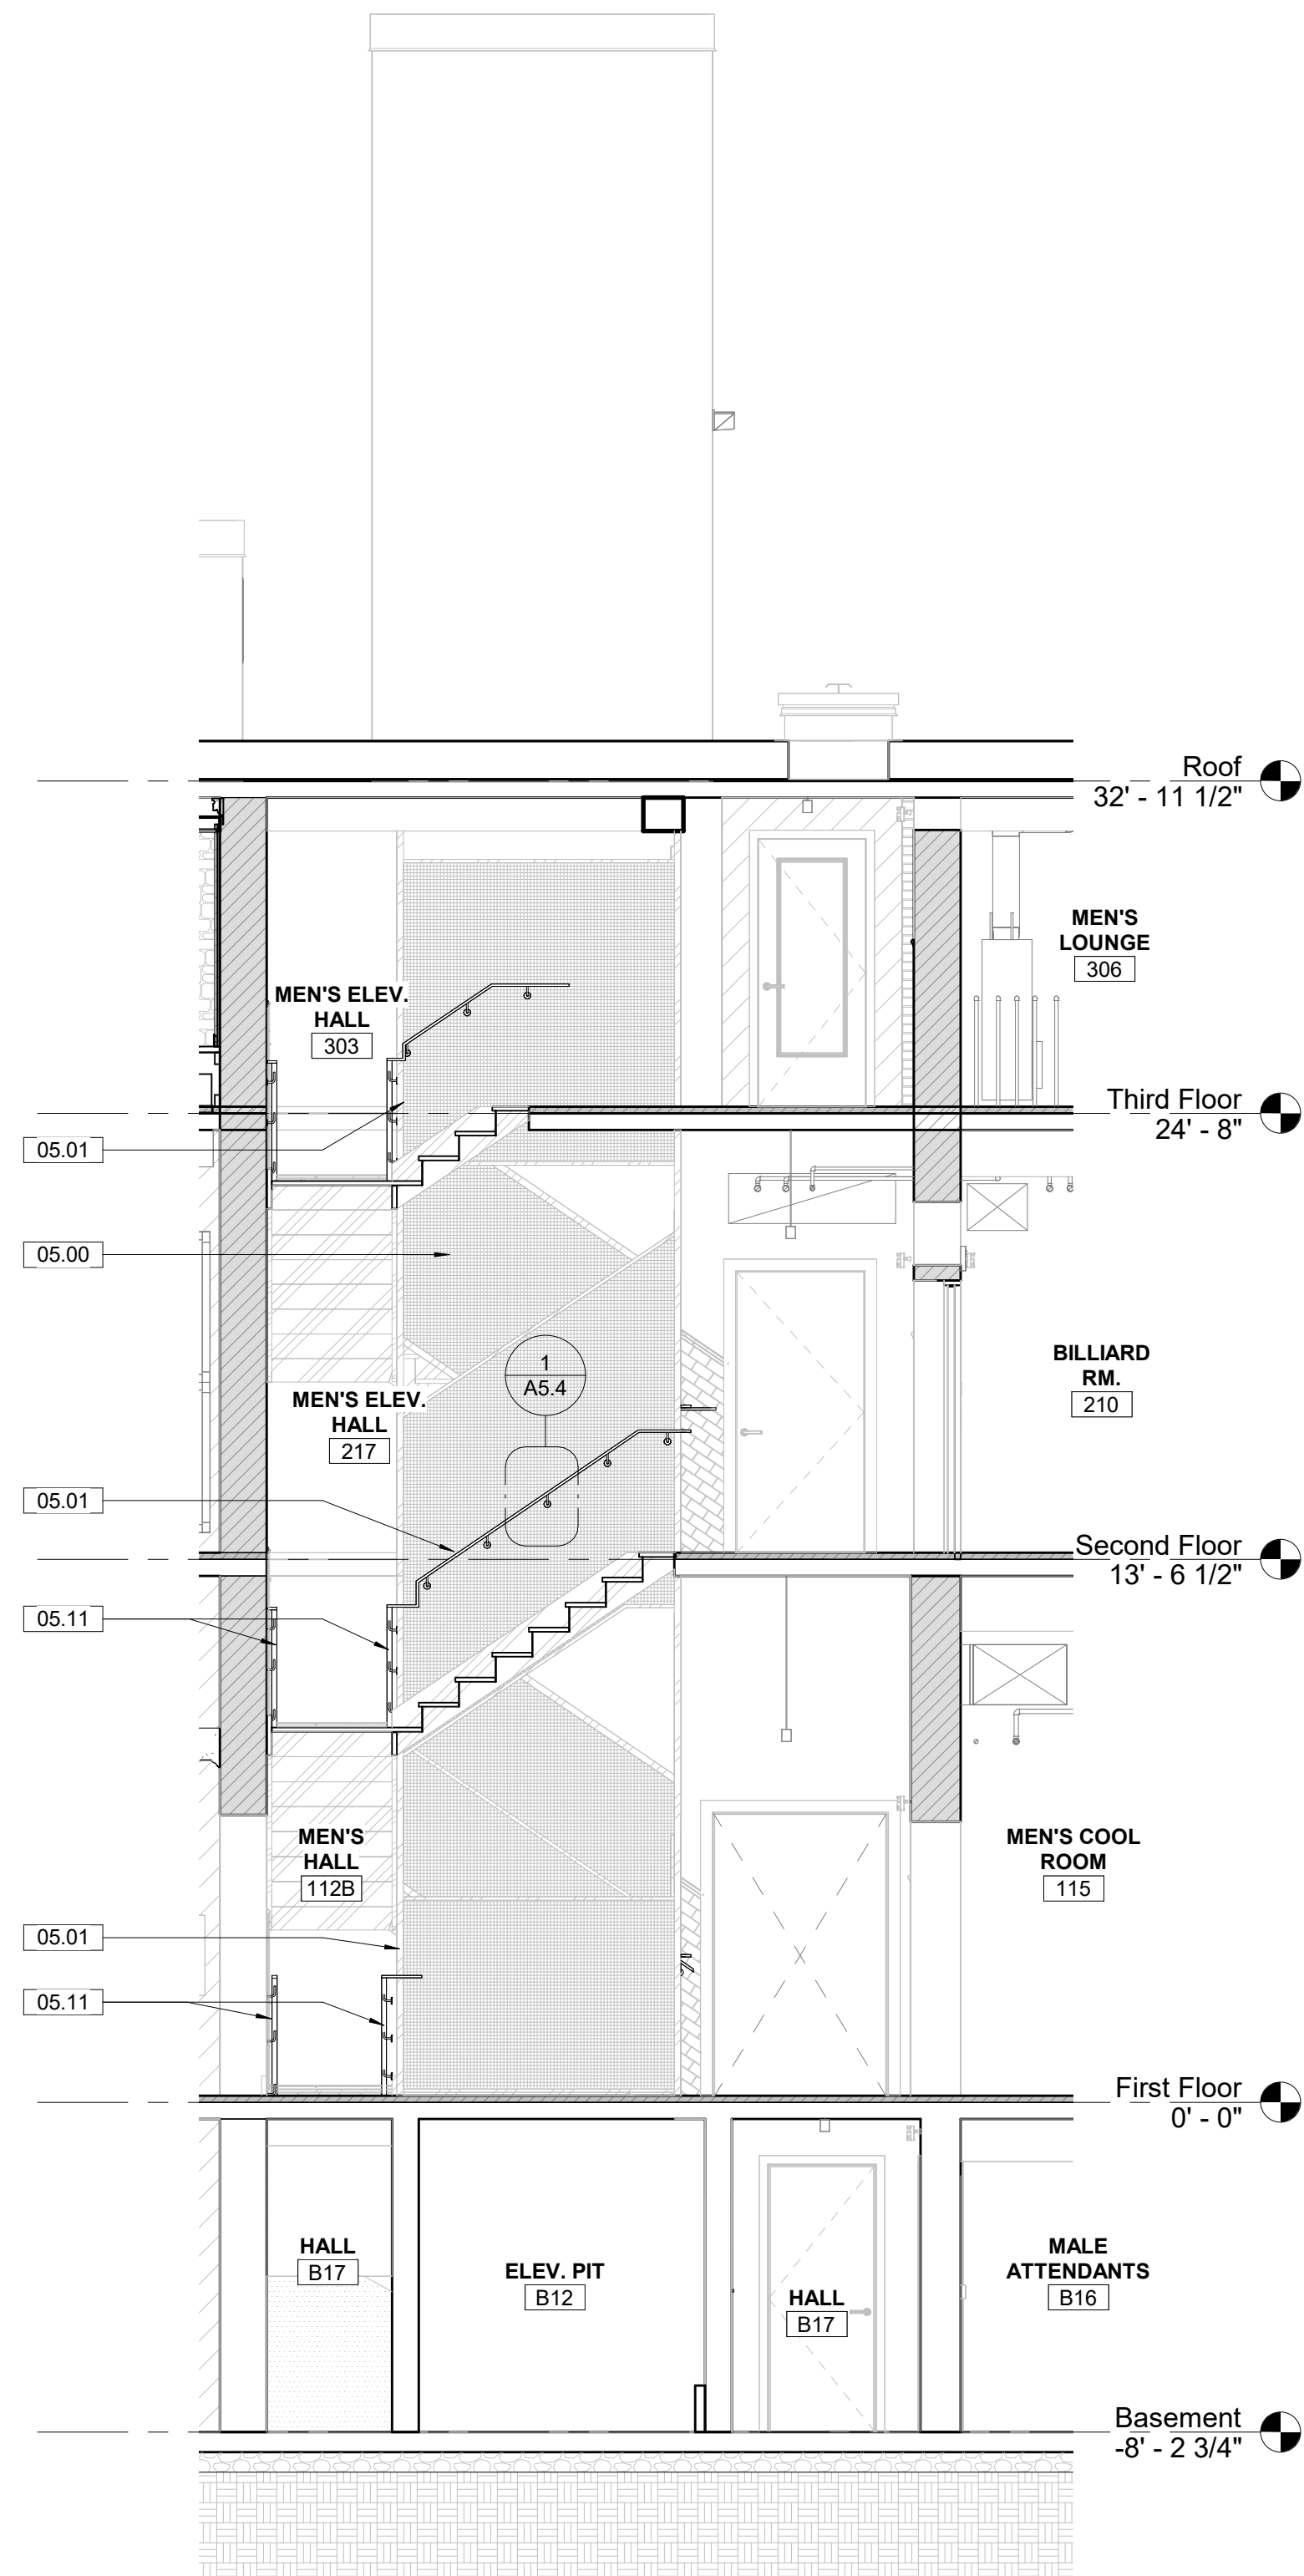 Roof
32' - 11 1/2"
MEN'S
LOUNGE
306
MEN'S ELEV.
HALL
303
Third Floor
24' - 8"
05.01
05.00
1
A5.4
BILLIARD
RM.
210
MEN'S ELEV.
HALL
217
05.01
Second Floor
13' - 6 1/2"
05.11
MEN'S
HALL
112B
MEN'S COOL
ROOM
115
05.01
05.11
First Floor
0' - 0"
HALL
B17
ELEV. PIT
B12
HALL
B17
MALE
ATTENDANTS
B16
Basement
-8' - 2 3/4"